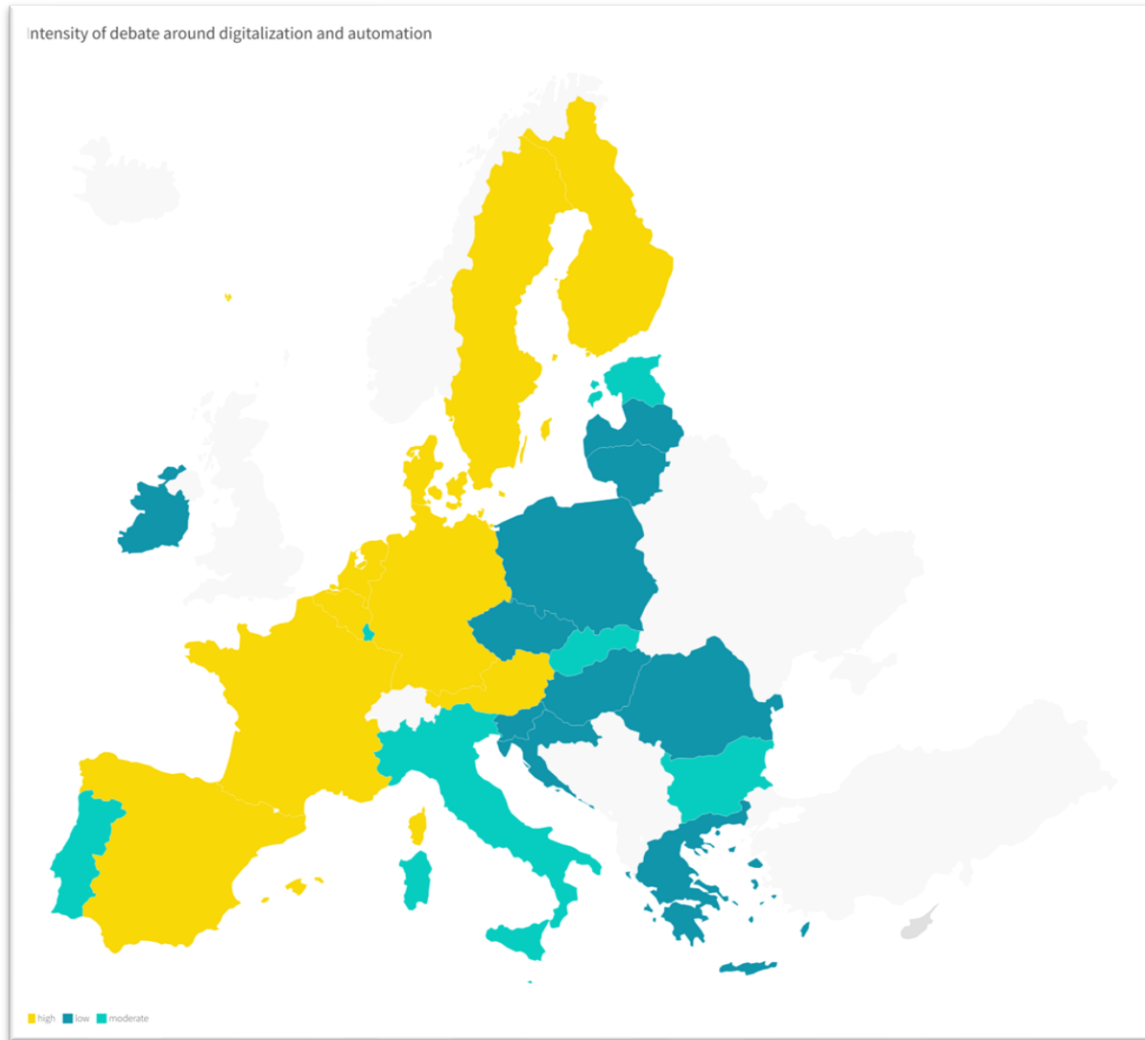 Intensity of debate around digitalization and automation
high low moderate